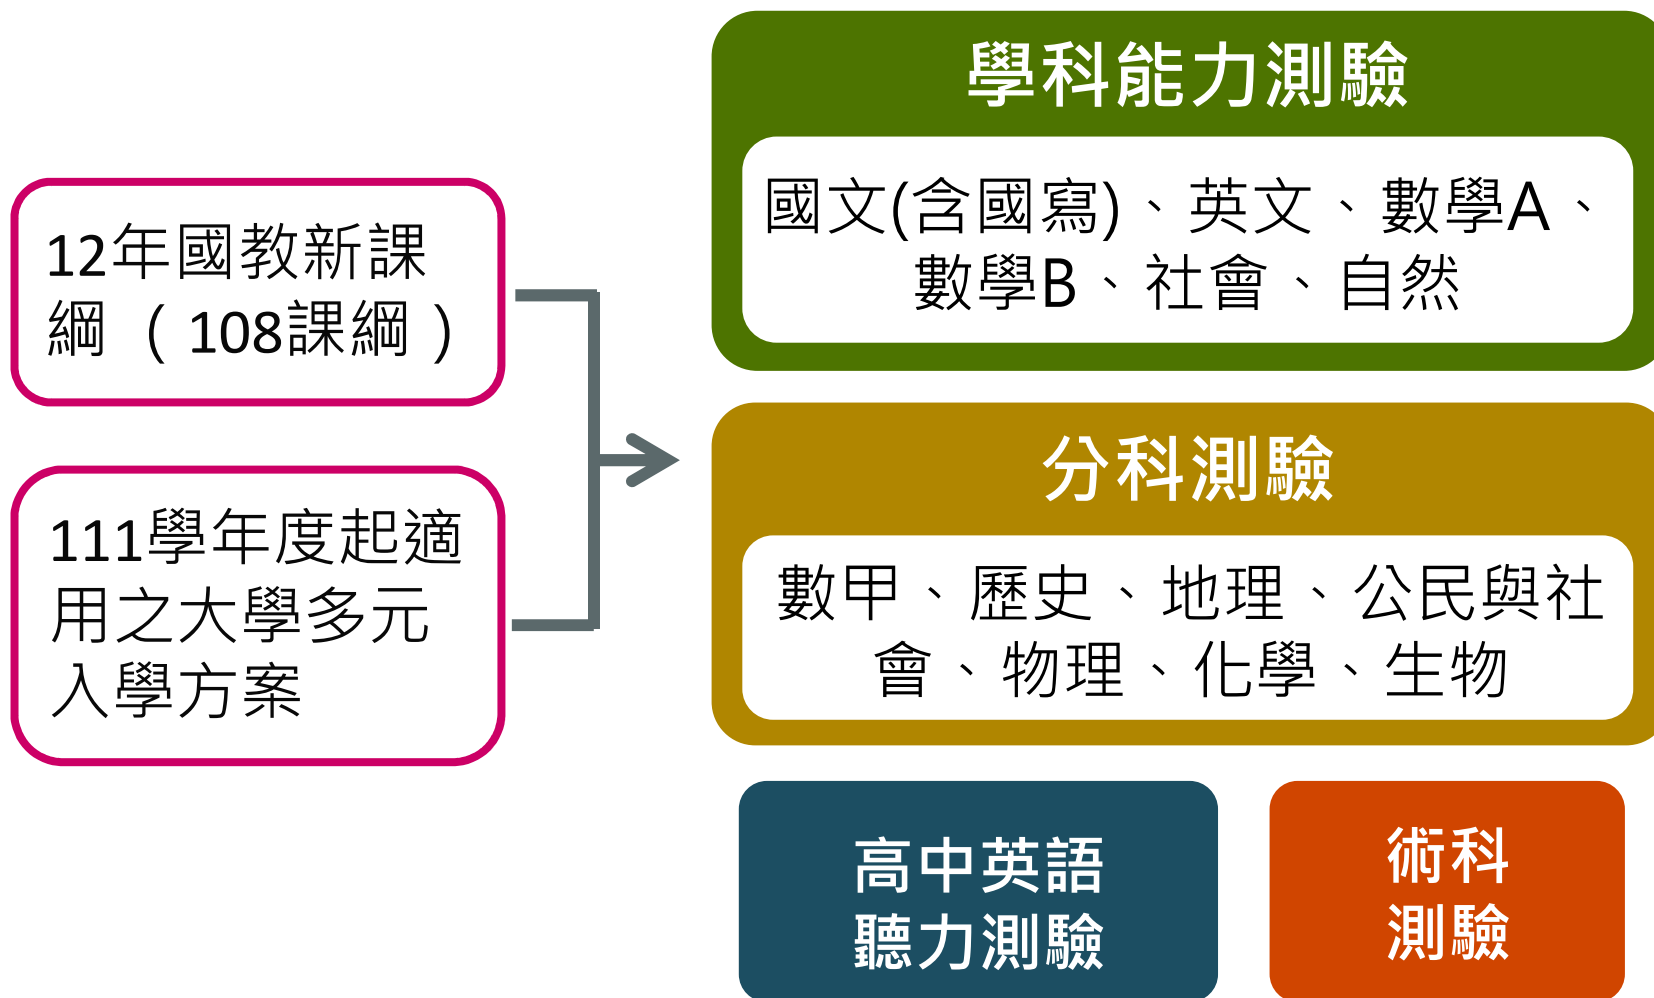 12年國教新課
綱（108課綱）
111學年度起適
用之大學多元
入學方案
學科能力測驗
國文(含國寫)、英文、數學A、
數學B、社會、自然
分科測驗
數甲、歷史、地理、公民與社
會、物理、化學、生物
高中英語
聽力測驗
術科
測驗